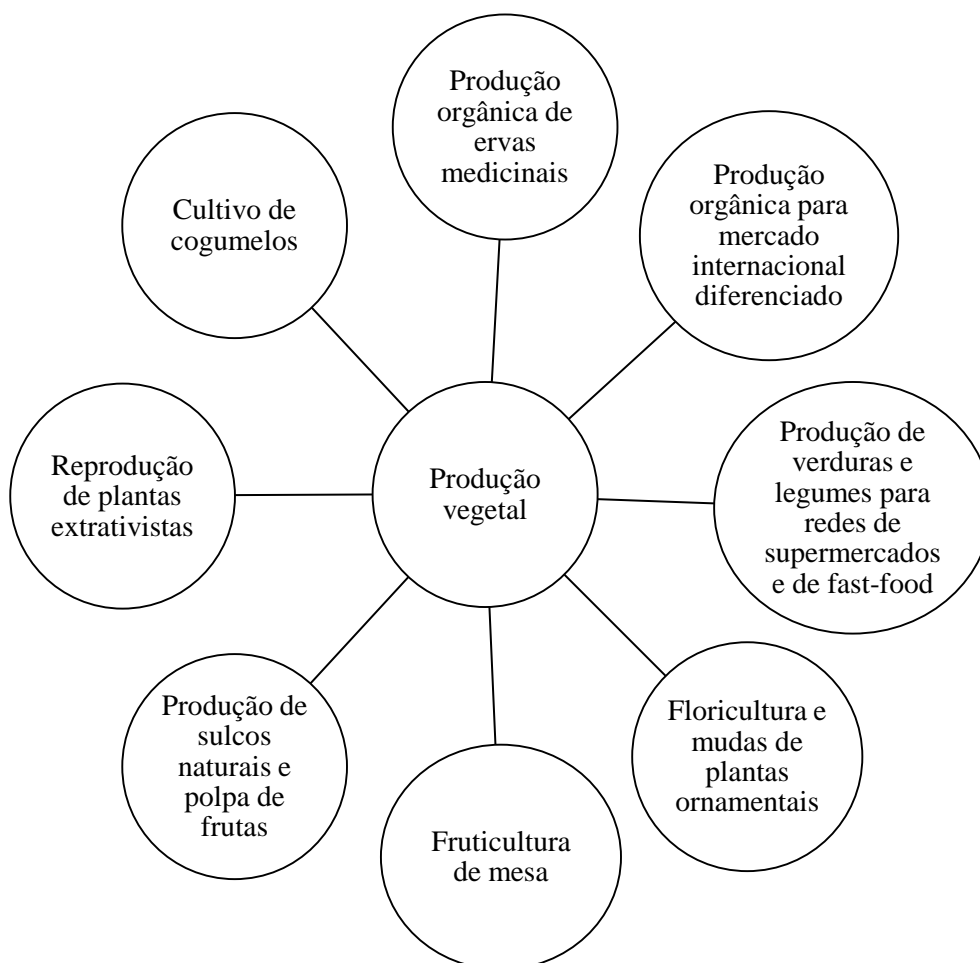 Produção
orgânica de
ervas
medicinais
Produção
orgânica para
mercado
internacional
diferenciado
Cultivo de
cogumelos
Produção de
verduras e
legumes para
redes de
supermercados
e de fast-food
Produção
vegetal
Reprodução
de plantas
extrativistas
Floricultura e
mudas de
plantas
ornamentais
Produção de
sulcos
naturais e
polpa de
frutas
Fruticultura
de mesa